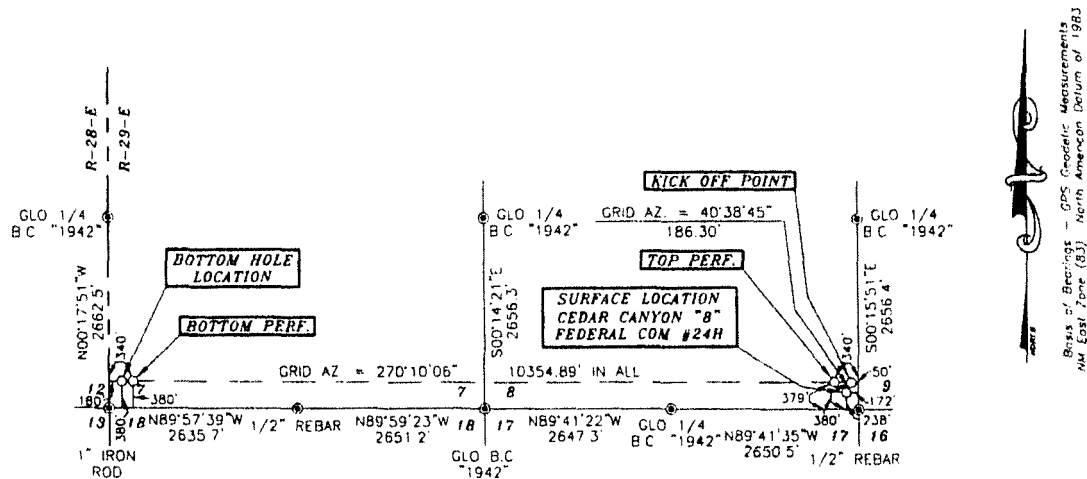 R-28-E
R-29-E
KICK OFF POINT
GLO 1/4
B.C "1942"
GLO 1/4
B.C "1942"
GRID AZ. = 40°38'45"
186.30'
GLO 1/4
B.C "1942"
BOTTOM HOLE
LOCATION
TOP PERF.
SURFACE LOCATION
CEDAR CANYON "8"
FEDERAL COM #24H
BOTTOM PERF.
N00°17'51"W
2662.5'
S00°14'21"E
2656.3'
S00°15'51"E
2656.4'
340'
340'
GRID AZ = 270°10'06"
10354.89' IN ALL
50'
12
7
7
8
9
180'
380'
379'
172'
13
18
380'
N89°57'39"W
2635.7'
1/2" REBAR
N89°59'23"W
2651.2'
18
17
N89°41'22"W
2647.3'
GLO 1/4
B.C "1942"
N89°41'35"W
2650.5'
380'
17
238'
16
1" IRON
ROD
GLO B.C
"1942"
1/2" REBAR
NORTH
Basis of Bearings - GPS Geodetic Measurements
NM East Zone (83) North American Datum of 1983